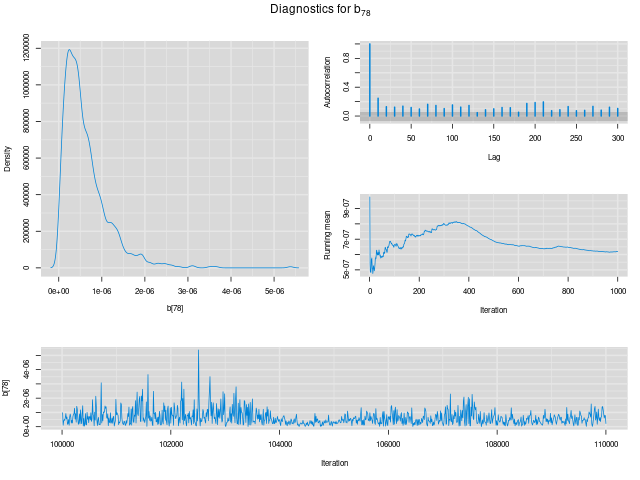 Diagnostics for b78
Density
0 200000 400000 600000 800000 1000000 1200000
0e+00 1e-06 2e-06 3e-06 4e-06 5e-06
b[78]
Autocorrelation
0.0 0.4 0.8
0 50 100 150 200 250 300
Lag
Running mean
5e-07 7e-07 9e-07
0 200 400 600 800 1000
Iteration
b[78]
0e+00 2e-06 4e-06
100000 102000 104000 106000 108000 110000
Iteration